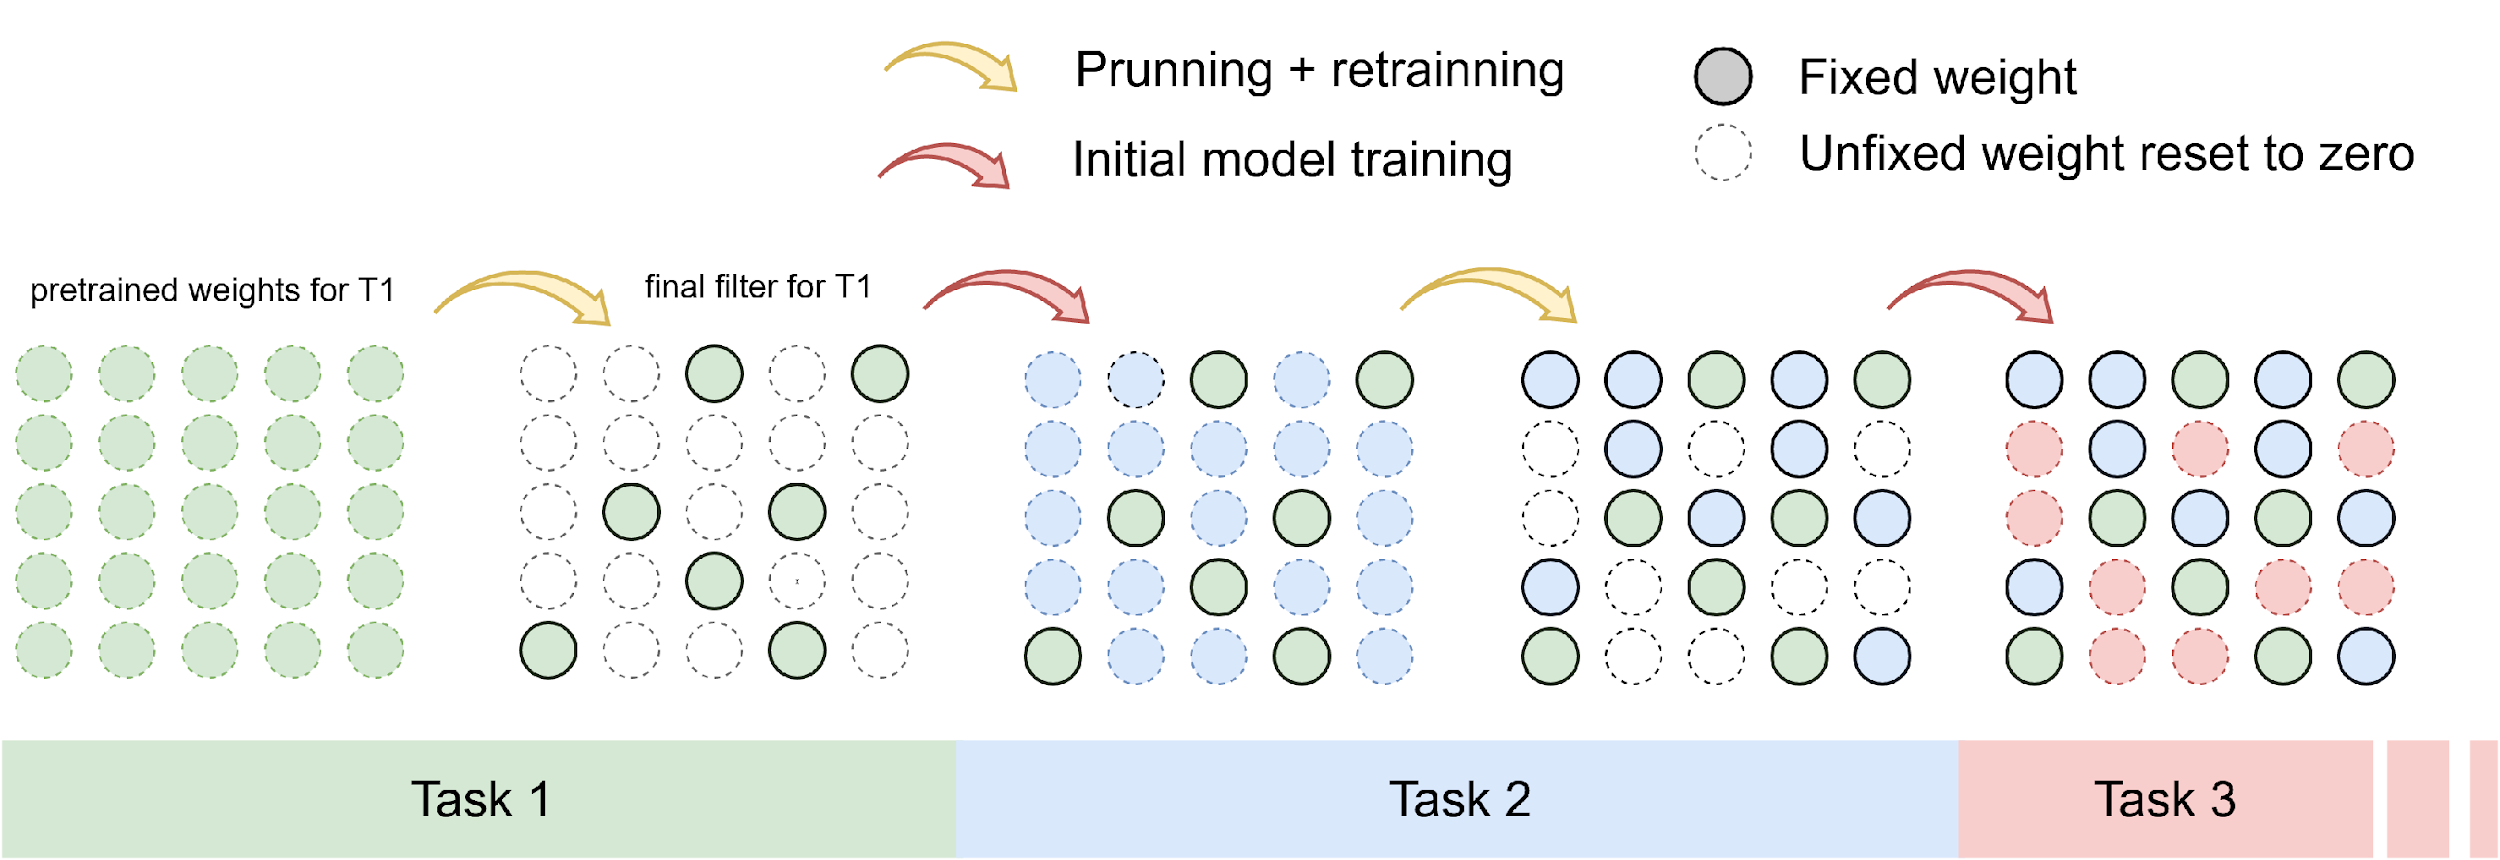 Prunning + retrainning
Fixed weight
Initial model training
Unfixed weight reset to zero
pretrained weights for T1
final filter for T1
x
Task 1
Task 2
Task 3